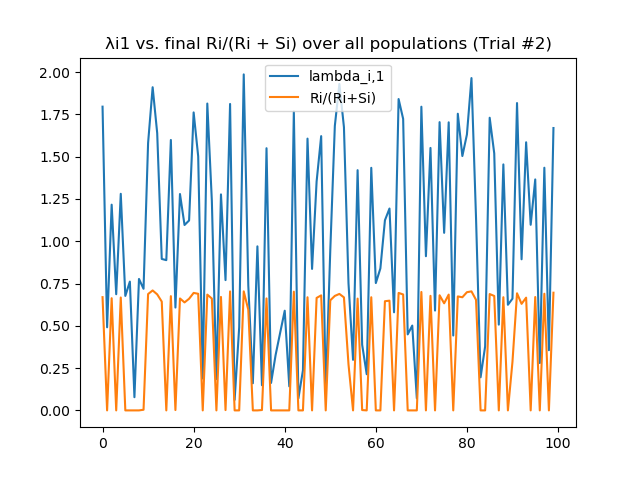 λi1 vs. final Ri/(Ri + Si) over all populations (Trial #2)
lambda_i,1
Ri/(Ri+Si)
2.00
1.75
1.50
1.25
1.00
0.75
0.50
0.25
0.00
0 20 40 60 80 100